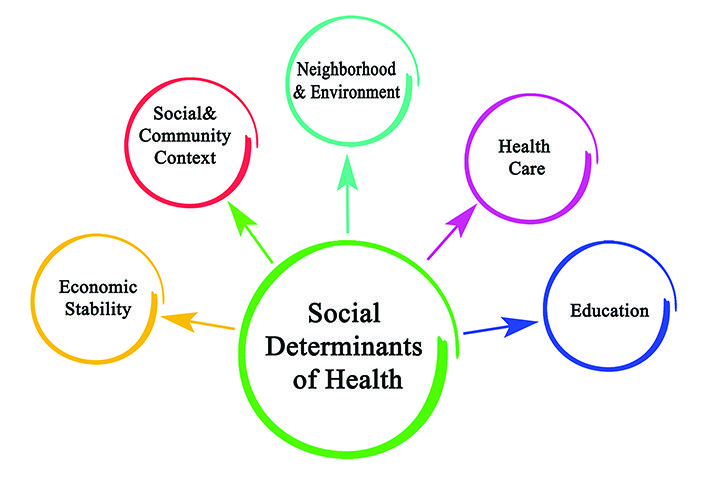 Neighborhood
& Environment
Social&
Community
Context
Health
Care
Economic
Stability
Education
Social
Determinants
of Health